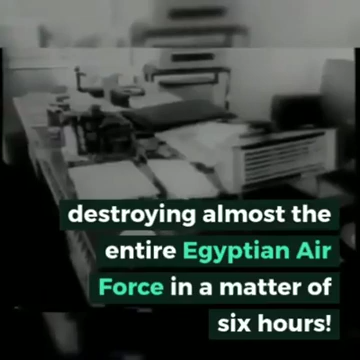 destroying almost the
entire Egyptian Air
Force in a matter of
six hours!